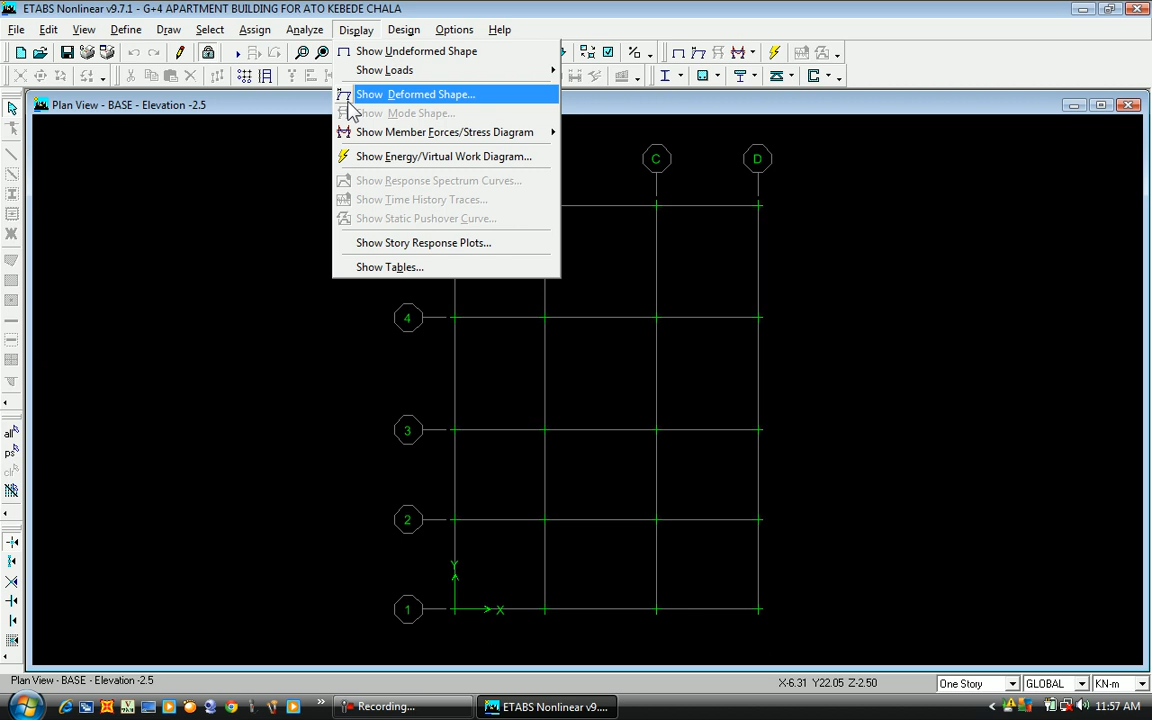 ETABS Nonlinear v9.7.1 - G+4 APARTMENT BUILDING FOR ATO KEBEDE CHALA
File Edit View Define Draw Select Assign Analyze Display Design Options Help
Show Undeformed Shape
Show Loads
Show Deformed Shape...
Show Mode Shape...
Show Member Forces/Stress Diagram
Show Energy/Virtual Work Diagram...
Show Response Spectrum Curves...
Show Time History Traces...
Show Static Pushover Curve...
Show Story Response Plots...
Show Tables...
Plan View - BASE - Elevation -2.5
C D
4
3
2
1
Y
X
all
ps
clr
Plan View - BASE - Elevation -2.5 X-6.31 Y22.05 Z-2.50 One Story GLOBAL KN-m
Recording... ETABS Nonlinear v9.... 11:57 AM